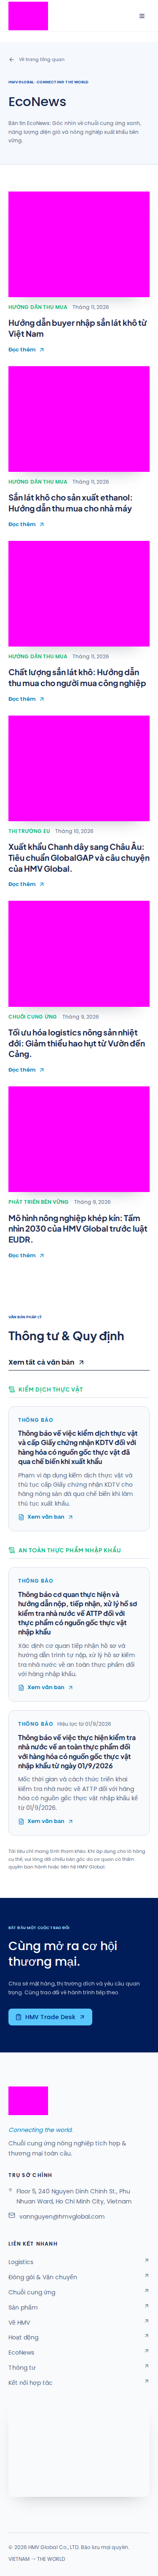 Về trang tổng quan
HMV GLOBAL · CONNECTING THE WORLD
EcoNews
Bản tin EcoNews: Góc nhìn về chuỗi cung ứng xanh,
nông lượng điện giờ và nông nghiệp xuất khẩu bền
vững.
HƯỚNG DẪN THU MUA Tháng 11, 2026
Hướng dẫn buyer nhập sắn lát khô từ
Việt Nam
Đọc thêm
HƯỚNG DẪN THU MUA Tháng 11, 2026
Sắn lát khô cho sản xuất ethanol:
Hướng dẫn thu mua cho nhà máy
Đọc thêm
HƯỚNG DẪN THU MUA Tháng 11, 2026
Chất lượng sắn lát khô: Hướng dẫn
thu mua cho người mua công nghiệp
Đọc thêm
THỊ TRƯỜNG EU Tháng 10, 2026
Xuất khẩu Chanh dây sang Châu Âu:
Tiêu chuẩn GlobalGAP và câu chuyện
của HMV Global.
Đọc thêm
CHUỖI CUNG ỨNG Tháng 9, 2026
Tối ưu hóa logistics nông sản nhiệt
đới: Giảm thiểu hao hụt từ Vườn đến
Cảng.
Đọc thêm
PHÁT TRIỂN BỀN VỮNG Tháng 9, 2026
Mô hình nông nghiệp khép kín: Tầm
nhìn 2030 của HMV Global trước luật
EUDR.
Đọc thêm
VĂN BẢN PHÁP LÝ
Thông tư & Quy định
Xem tất cả văn bản
KIỂM DỊCH THỰC VẬT
THÔNG BÁO
Thông báo về việc kiểm dịch thực vật
và cấp Giấy chứng nhận KDTV đối với
hàng hóa có nguồn gốc thực vật đã
qua chế biến khi xuất khẩu
Phạm vi áp dụng kiểm dịch thực vật và
thủ tục cấp Giấy chứng nhận KDTV cho
hàng nông sản đã qua chế biến khi làm
thủ tục xuất khẩu.
Xem văn bản
AN TOÀN THỰC PHẨM NHẬP KHẨU
THÔNG BÁO
Thông báo cơ quan thực hiện và
hướng dẫn nộp, tiếp nhận, xử lý hồ sơ
kiểm tra nhà nước về ATTP đối với
thực phẩm có nguồn gốc thực vật
nhập khẩu
Xác định cơ quan tiếp nhận hồ sơ và
hướng dẫn trình tự nộp, xử lý hồ sơ kiểm
tra nhà nước về an toàn thực phẩm đối
với hàng nhập khẩu.
Xem văn bản
THÔNG BÁO Hiệu lực từ 01/9/2026
Thông báo về việc thực hiện kiểm tra
nhà nước về an toàn thực phẩm đối
với hàng hóa có nguồn gốc thực vật
nhập khẩu từ ngày 01/9/2026
Mốc thời gian và cách thức triển khai
kiểm tra nhà nước về ATTP đối với hàng
hóa có nguồn gốc thực vật nhập khẩu kể
từ 01/9/2026.
Xem văn bản
Tài liệu chỉ mang tính tham khảo. Khi áp dụng cho lô hàng
cụ thể, vui lòng đối chiếu bản gốc do cơ quan có thẩm
quyền ban hành hoặc liên hệ HMV Global.
BẮT ĐẦU MỘT CUỘC TRAO ĐỔI
Cùng mở ra cơ hội
thương mại.
Chia sẻ mặt hàng, thị trường đích và yêu cầu quan
trọng. Cùng trao đổi về hành trình tiếp theo.
HMV Trade Desk
Connecting the world.
Chuỗi cung ứng nông nghiệp tích hợp &
thương mại toàn cầu.
TRỤ SỞ CHÍNH
Floor 5, 240 Nguyen Dinh Chinh St., Phu
Nhuan Ward, Ho Chi Minh City, Vietnam
vannguyen@hmvglobal.com
LIÊN KẾT NHANH
Logistics
Đóng gói & Vận chuyển
Chuỗi cung ứng
Sản phẩm
Về HMV
Hoạt động
EcoNews
Thông tư
Kết nối hợp tác
© 2026 HMV Global Co., LTD. Bảo lưu mọi quyền.
VIETNAM → THE WORLD